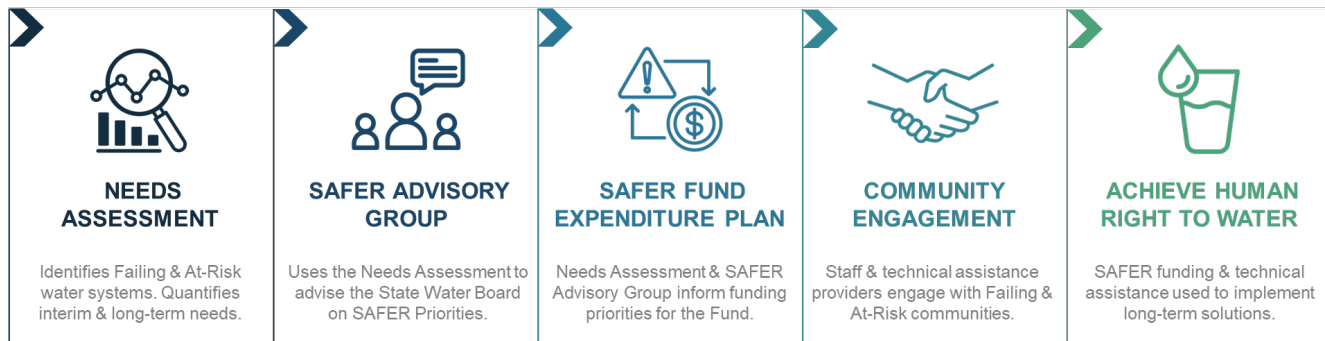 NEEDS
ASSESSMENT
Identifies Failing & At-Risk
water systems. Quantifies
interim & long-term needs.
SAFER ADVISORY
GROUP
Uses the Needs Assessment to
advise the State Water Board
on SAFER Priorities.
$
SAFER FUND
EXPENDITURE PLAN
Needs Assessment & SAFER
Advisory Group inform funding
priorities for the Fund.
COMMUNITY
ENGAGEMENT
Staff & technical assistance
providers engage with Failing &
At-Risk communities.
ACHIEVE HUMAN
RIGHT TO WATER
SAFER funding & technical
assistance used to implement
long-term solutions.